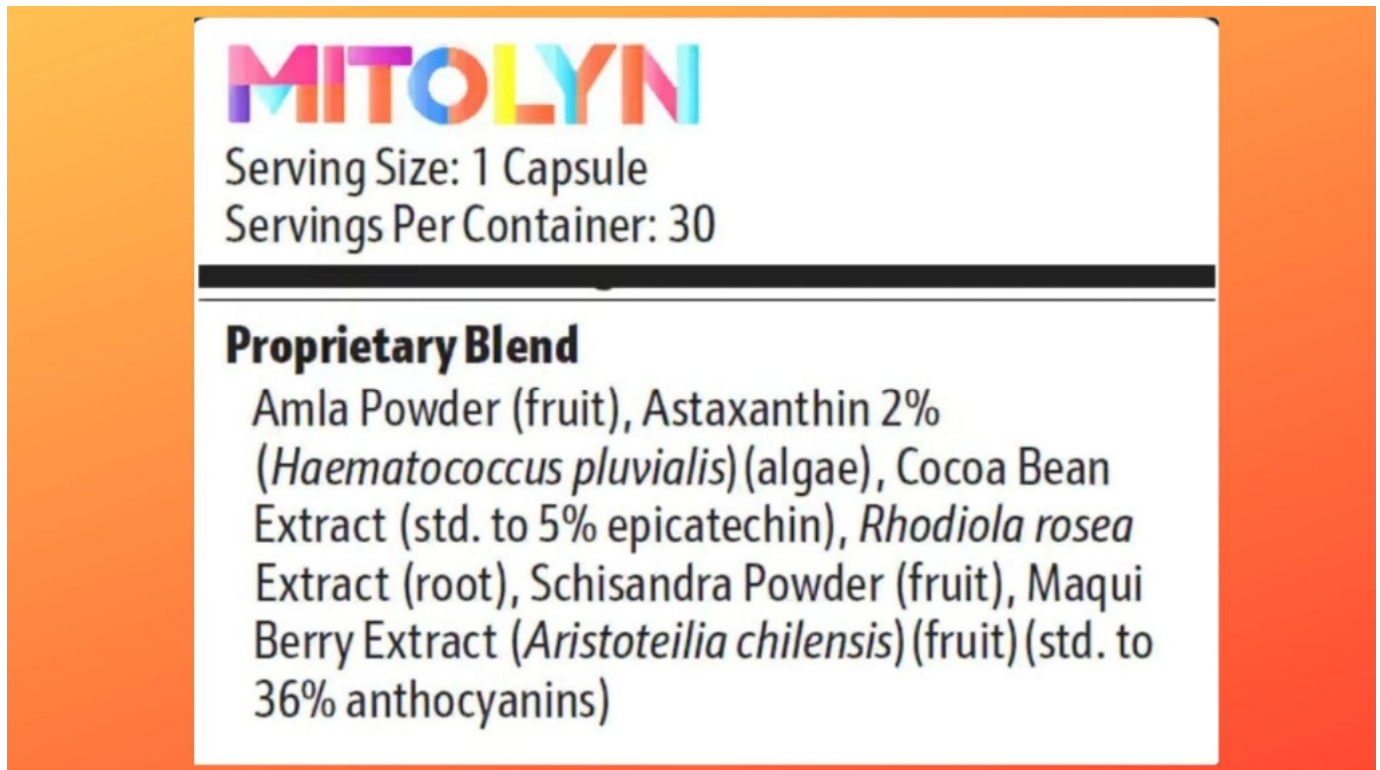 MITOLYN
Serving Size: 1 Capsule
Servings Per Container: 30
Proprietary Blend
Amla Powder (fruit), Astaxanthin 2%
(Haematococcus pluvialis) (algae), Cocoa Bean
Extract (std. to 5% epicatechin), Rhodiola rosea
Extract (root), Schisandra Powder (fruit), Maqui
Berry Extract (Aristoteilia chilensis) (fruit) (std. to
36% anthocyanins)